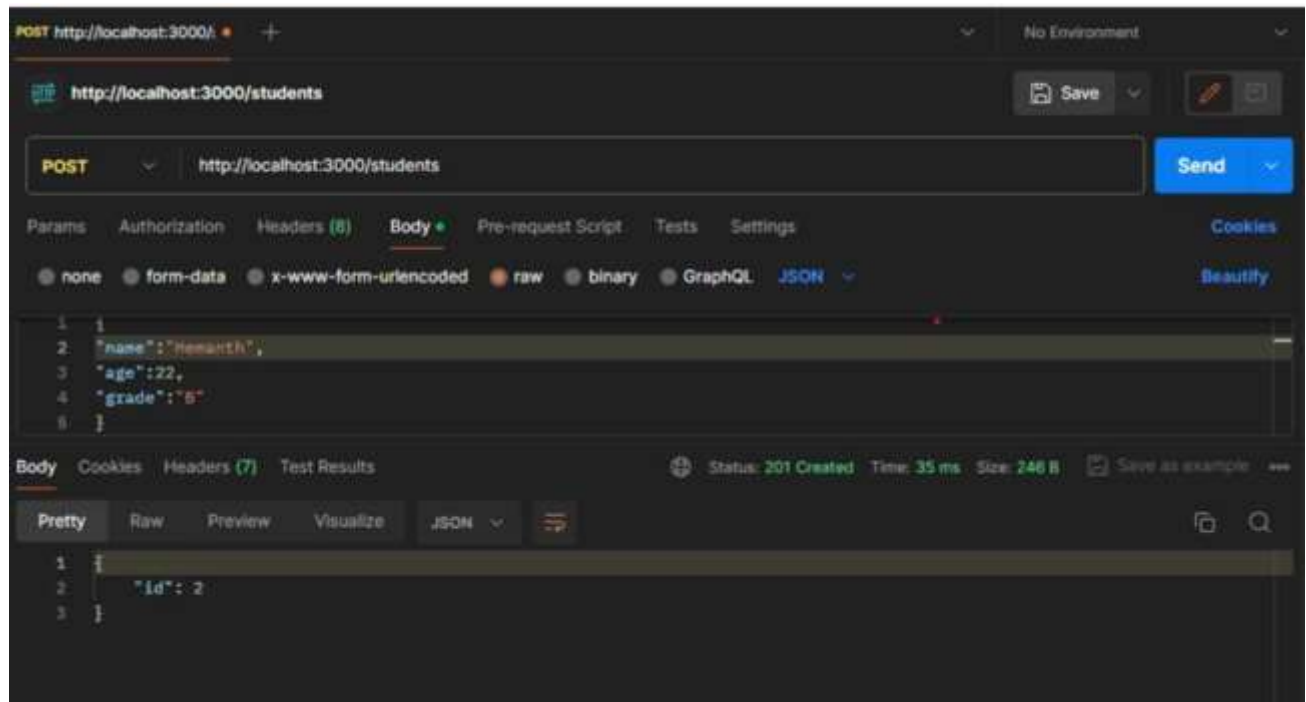 POST http://localhost:3000/: +
No Environment
http://localhost:3000/students
Save
POST http://localhost:3000/students Send
Params Authorization Headers (8) Body Pre-request Script Tests Settings Cookies
none form-data x-www-form-urlencoded raw binary GraphQL JSON Beautify
1 {
2 "name":"Hemanth",
3 "age":22,
4 "grade":
5 }
Body Cookies Headers (7) Test Results Status: 201 Created Time: 35 ms Size: 246 B Save as example
Pretty Raw Preview Visualize JSON
1 {
2 "id": 2
3 }